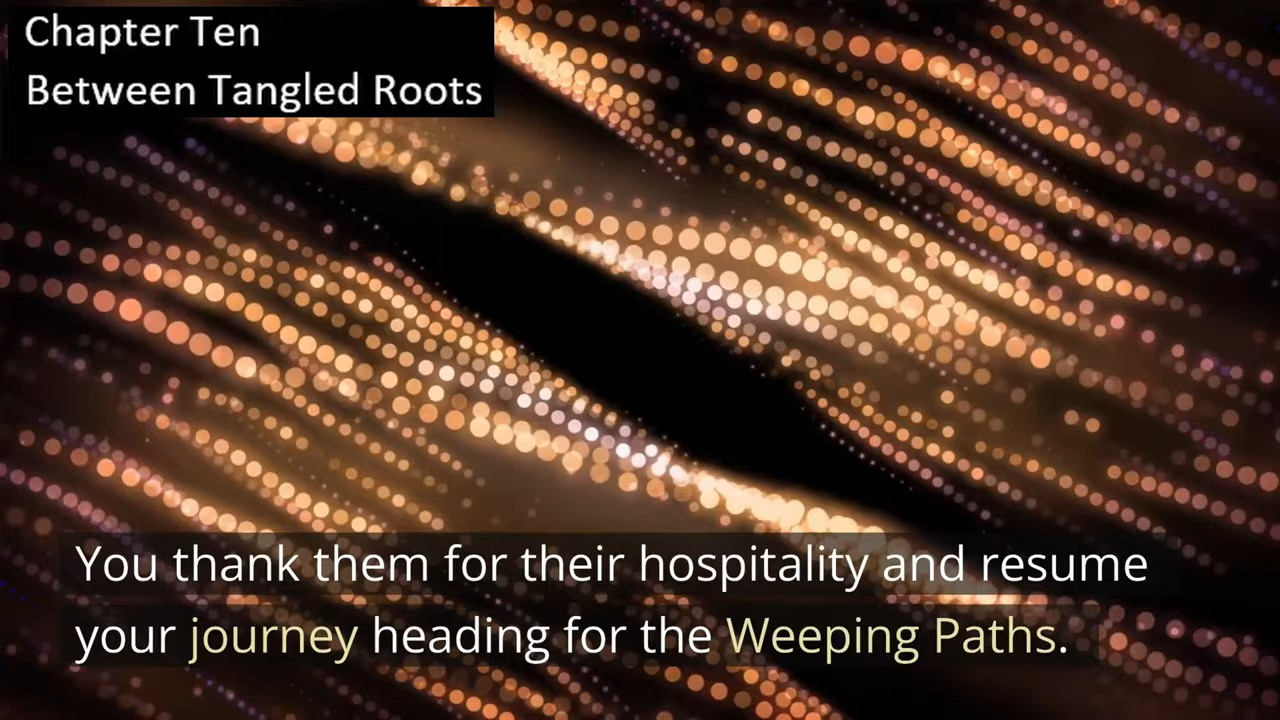 Chapter Ten
Between Tangled Roots
You thank them for their hospitality and resume
your journey heading for the Weeping Paths.